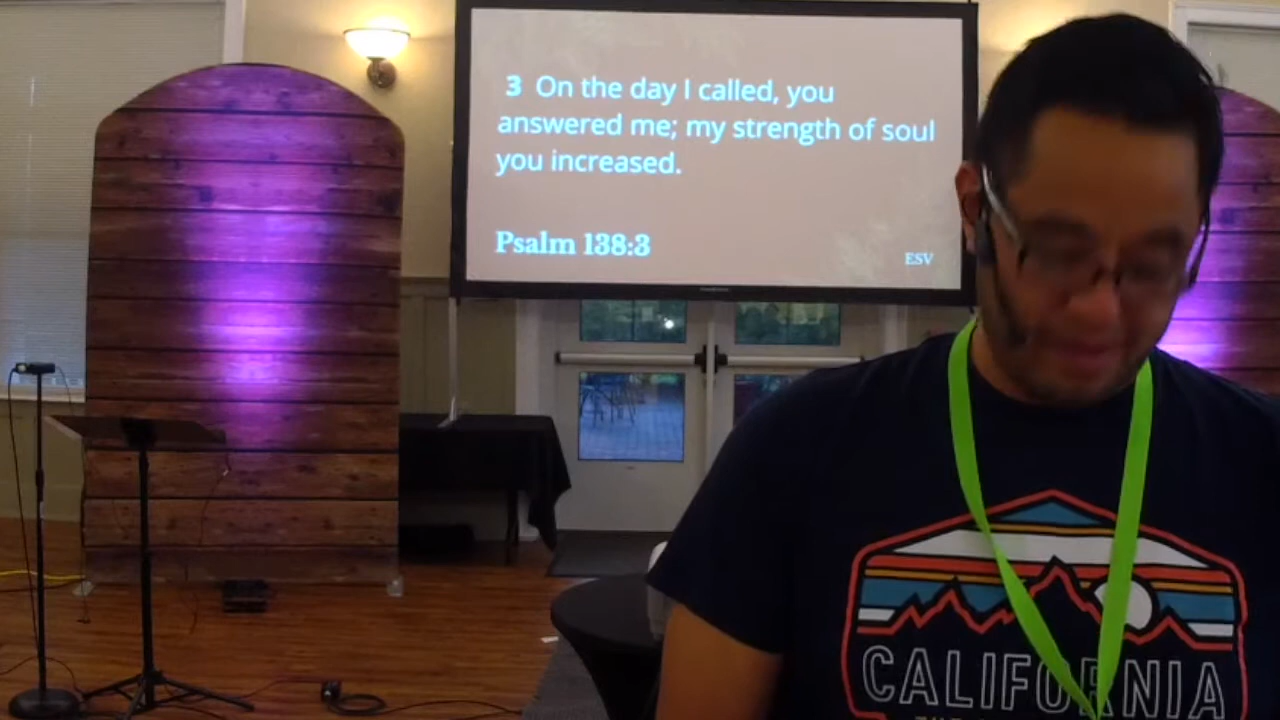 3 On the day I called, you
answered me; my strength of soul
you increased.
Psalm 138:3
ESV
CALIFORNIA